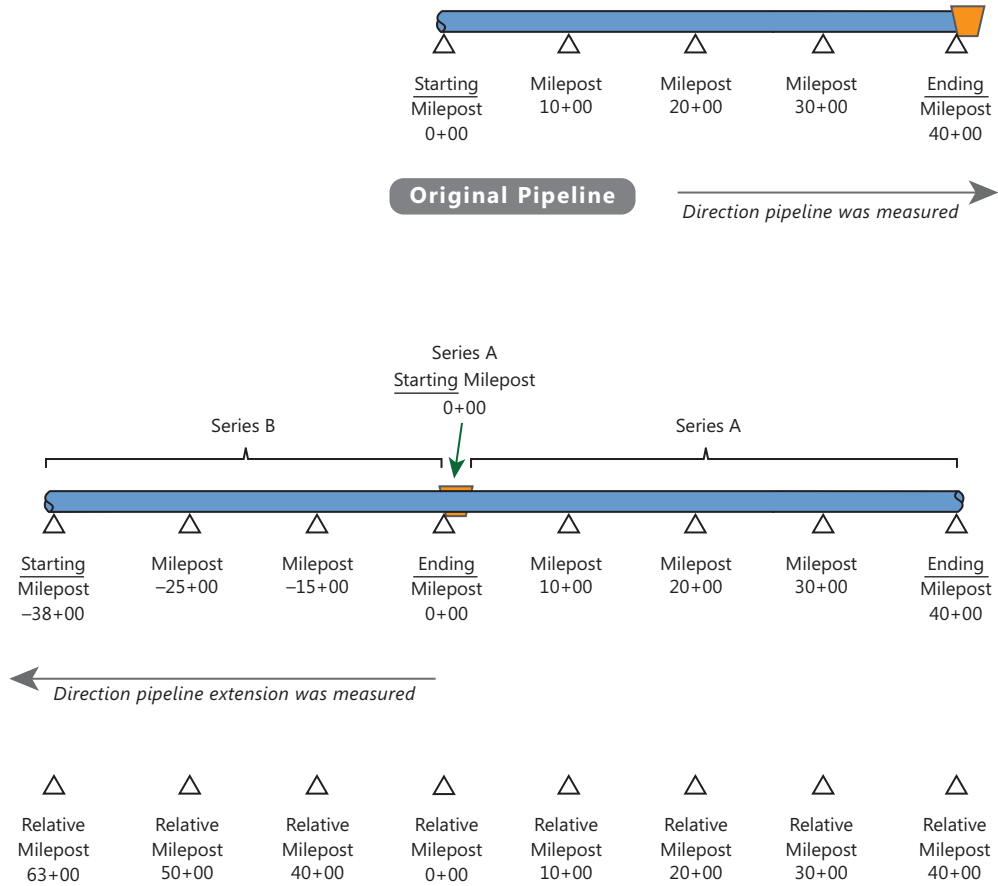 Starting
Milepost
0+00
Milepost
10+00
Milepost
20+00
Milepost
30+00
Ending
Milepost
40+00
Original Pipeline
Direction pipeline was measured
Series A
Starting Milepost
0+00
Series B
Series A
Starting
Milepost
–38+00
Milepost
–25+00
Milepost
–15+00
Ending
Milepost
0+00
Milepost
10+00
Milepost
20+00
Milepost
30+00
Ending
Milepost
40+00
Direction pipeline extension was measured
Relative
Milepost
63+00
Relative
Milepost
50+00
Relative
Milepost
40+00
Relative
Milepost
0+00
Relative
Milepost
10+00
Relative
Milepost
20+00
Relative
Milepost
30+00
Relative
Milepost
40+00